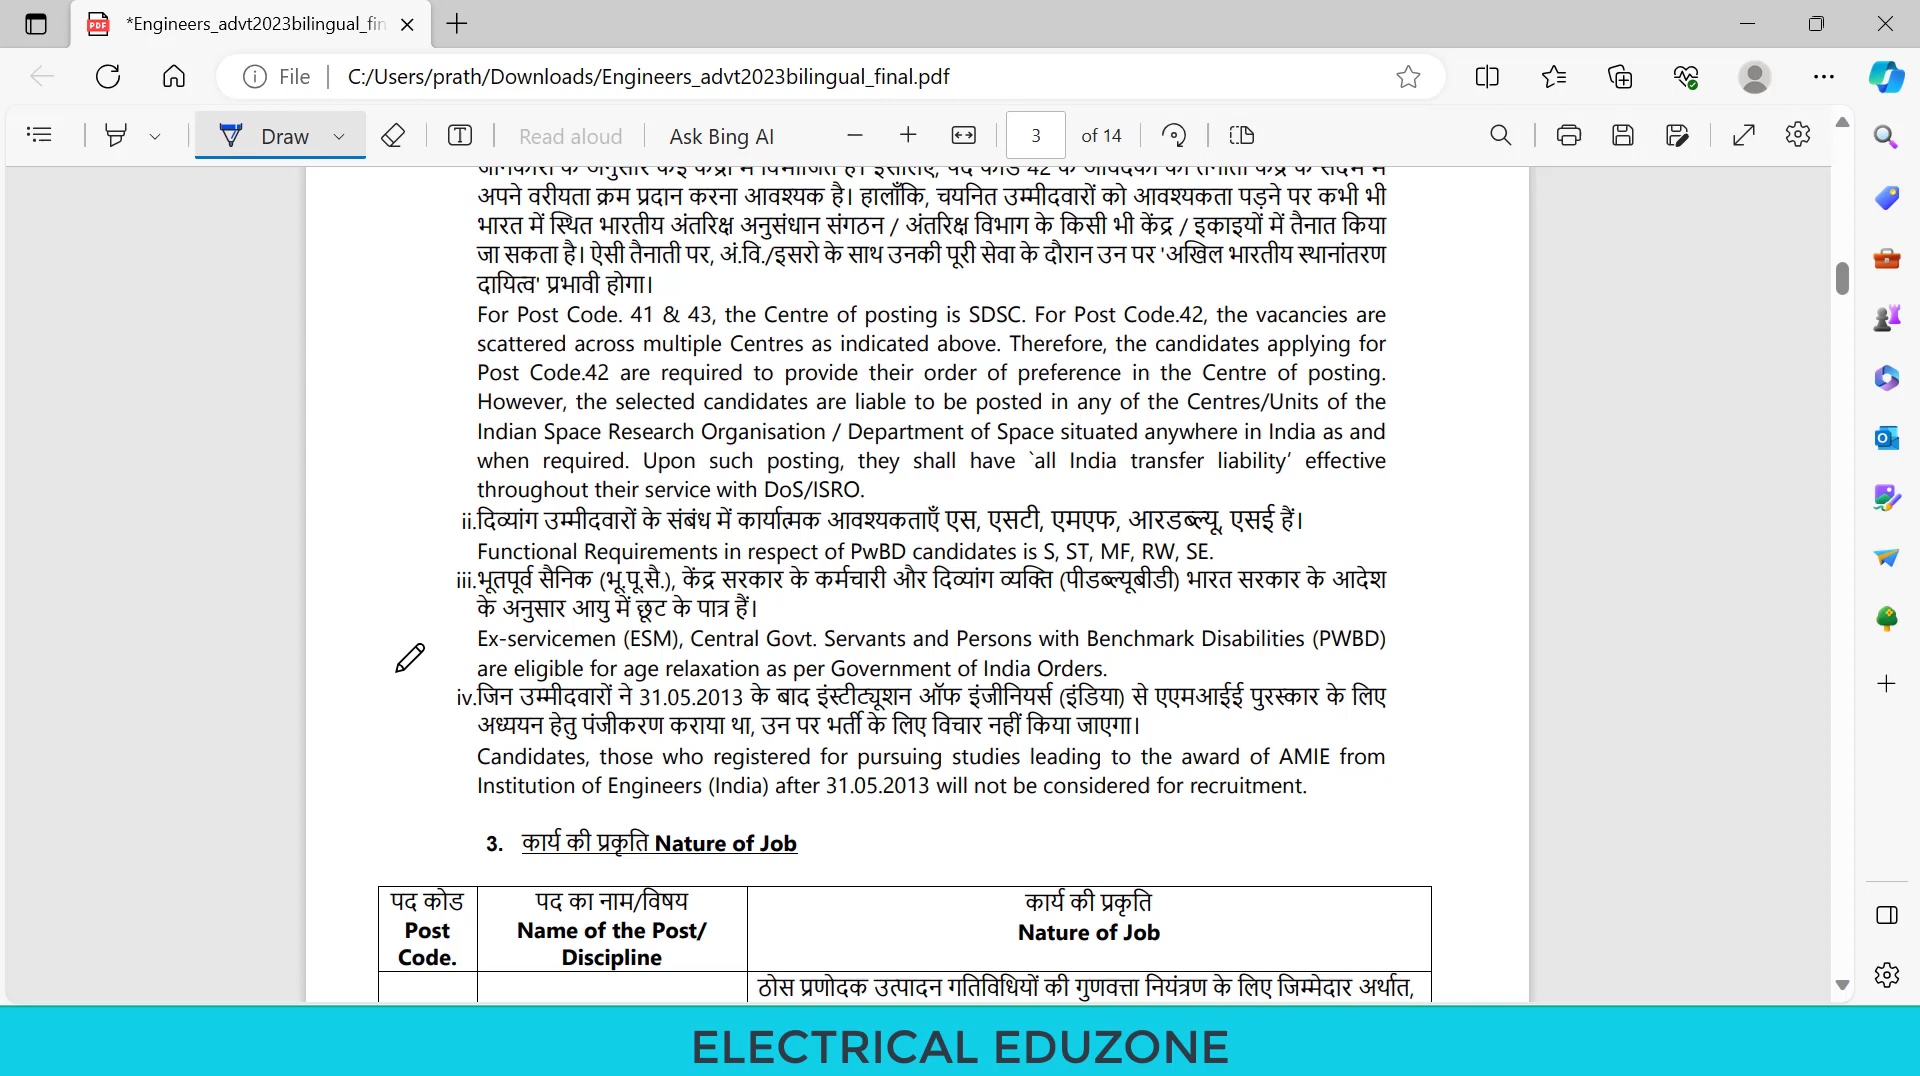 *Engineers_advt2023bilingual_fin
File
C:/Users/prath/Downloads/Engineers_advt2023bilingual_final.pdf
Draw
Read aloud
Ask Bing AI
3
of 14
जानकारी के अनुसार कई केंद्रों में विभाजित हैं। इसीलिए, पद कोड 42 के आवेदकों को तैनाती केंद्र के संदर्भ में
अपने वरीयता क्रम प्रदान करना आवश्यक है। हालाँकि, चयनित उम्मीदवारों को आवश्यकता पड़ने पर कभी भी
भारत में स्थित भारतीय अंतरिक्ष अनुसंधान संगठन / अंतरिक्ष विभाग के किसी भी केंद्र / इकाइयों में तैनात किया
जा सकता है। ऐसी तैनाती पर, अं.वि./इसरो के साथ उनकी पूरी सेवा के दौरान उन पर 'अखिल भारतीय स्थानांतरण
दायित्व' प्रभावी होगा।
For Post Code. 41 & 43, the Centre of posting is SDSC. For Post Code.42, the vacancies are
scattered across multiple Centres as indicated above. Therefore, the candidates applying for
Post Code.42 are required to provide their order of preference in the Centre of posting.
However, the selected candidates are liable to be posted in any of the Centres/Units of the
Indian Space Research Organisation / Department of Space situated anywhere in India as and
when required. Upon such posting, they shall have `all India transfer liability’ effective
throughout their service with DoS/ISRO.
ii.दिव्यांग उम्मीदवारों के संबंध में कार्यात्मक आवश्यकताएँ एस, एसटी, एमएफ, आरडब्ल्यू, एसई हैं।
Functional Requirements in respect of PwBD candidates is S, ST, MF, RW, SE.
iii.भूतपूर्व सैनिक (भू.पू.सै.), केंद्र सरकार के कर्मचारी और दिव्यांग व्यक्ति (पीडब्ल्यूबीडी) भारत सरकार के आदेश
के अनुसार आयु में छूट के पात्र हैं।
Ex-servicemen (ESM), Central Govt. Servants and Persons with Benchmark Disabilities (PWBD)
are eligible for age relaxation as per Government of India Orders.
iv.जिन उम्मीदवारों ने 31.05.2013 के बाद इंस्टीट्यूशन ऑफ इंजीनियर्स (इंडिया) से एएमआईई पुरस्कार के लिए
अध्ययन हेतु पंजीकरण कराया था, उन पर भर्ती के लिए विचार नहीं किया जाएगा।
Candidates, those who registered for pursuing studies leading to the award of AMIE from
Institution of Engineers (India) after 31.05.2013 will not be considered for recruitment.
3. कार्य की प्रकृति Nature of Job
पद कोड
Post
Code.
पद का नाम/विषय
Name of the Post/
Discipline
कार्य की प्रकृति
Nature of Job
ठोस प्रणोदक उत्पादन गतिविधियों की गुणवत्ता नियंत्रण के लिए जिम्मेदार अर्थात,
ELECTRICAL EDUZONE